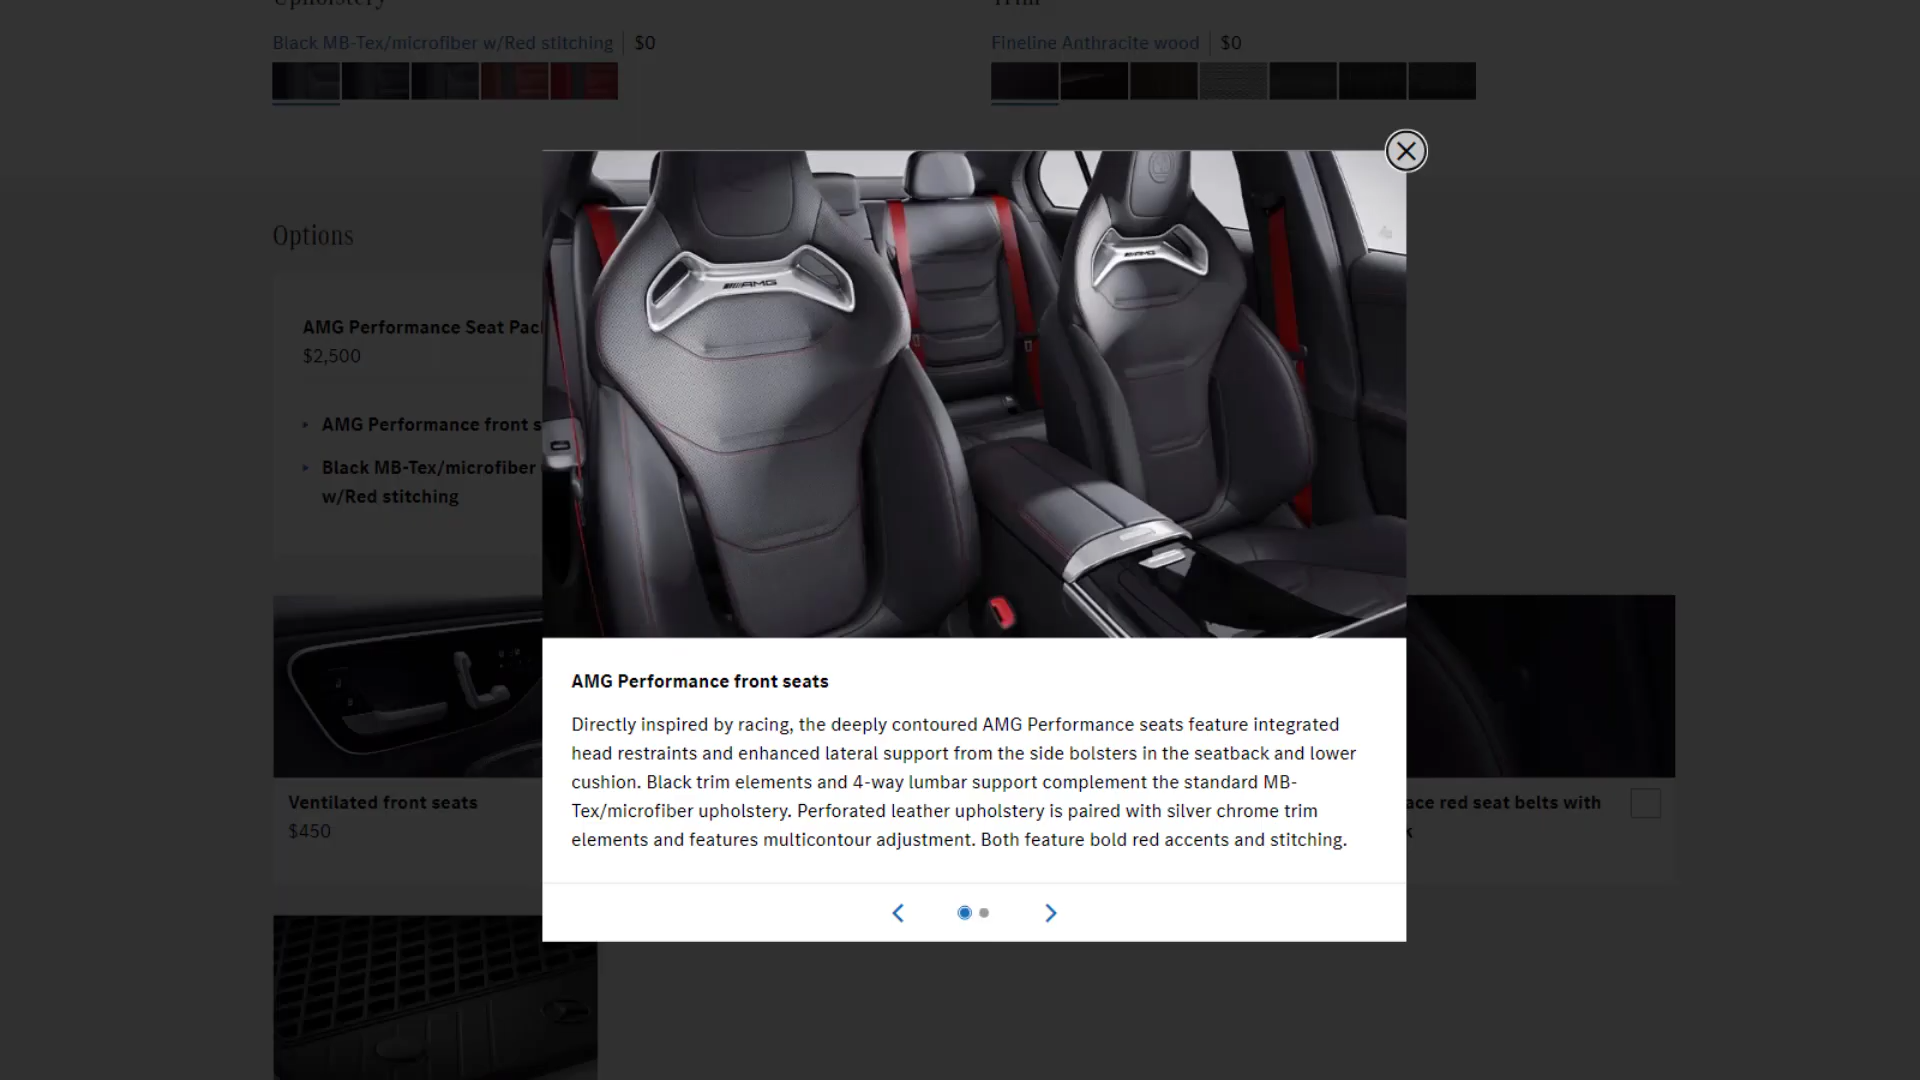 Upholstery
Trim
Black MB-Tex/microfiber w/Red stitching | $0
Fineline Anthracite wood | $0
Options
AMG Performance Seat Pac
$2,500
AMG Performance front s
Black MB-Tex/microfiber
w/Red stitching
AMG
AMG
AMG Performance front seats
Directly inspired by racing, the deeply contoured AMG Performance seats feature integrated
head restraints and enhanced lateral support from the side bolsters in the seatback and lower
cushion. Black trim elements and 4-way lumbar support complement the standard MB-
Tex/microfiber upholstery. Perforated leather upholstery is paired with silver chrome trim
elements and features multicontour adjustment. Both feature bold red accents and stitching.
Ventilated front seats
$450
ace red seat belts with
k